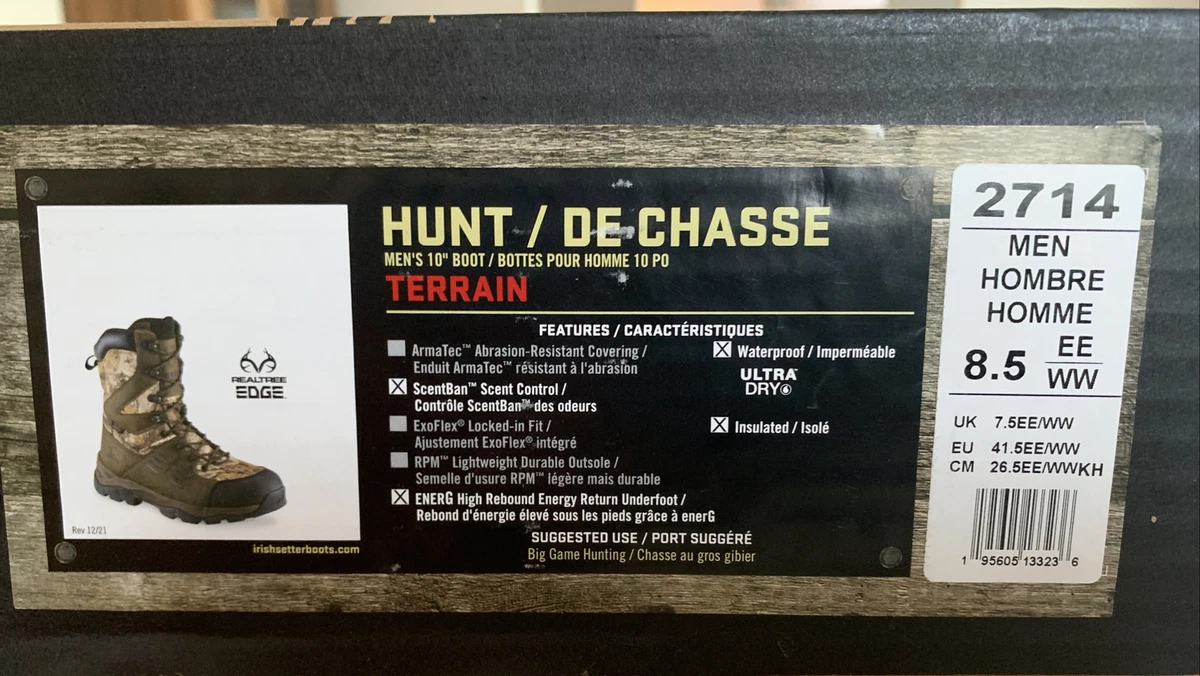 HUNT / DE CHASSE
MEN'S 10" BOOT / BOTTES POUR HOMME 10 PO
TERRAIN
FEATURES / CARACTÉRISTIQUES
ArmaTec™ Abrasion-Resistant Covering /
Enduit ArmaTec™ résistant à l'abrasion
ScentBan™ Scent Control /
Contrôle ScentBan™ des odeurs
ExoFlex® Locked-in Fit /
Ajustement ExoFlex® intégré
RPM™ Lightweight Durable Outsole /
Semelle d'usure RPM™ légère mais durable
ENERG High Rebound Energy Return Underfoot /
Rebond d'énergie élevé sous les pieds grâce à enerG
Waterproof / Imperméable
ULTRA
DRY
Insulated / Isolé
SUGGESTED USE / PORT SUGGÉRÉ
Big Game Hunting / Chasse au gros gibier
REALTREE
EDGE™
Rev 12/21
irishsetterboots.com
2714
MEN
HOMBRE
HOMME
8.5 EE
WW
UK 7.5EE/WW
EU 41.5EE/WW
CM 26.5EE/WWKH
1 95605 13323 6